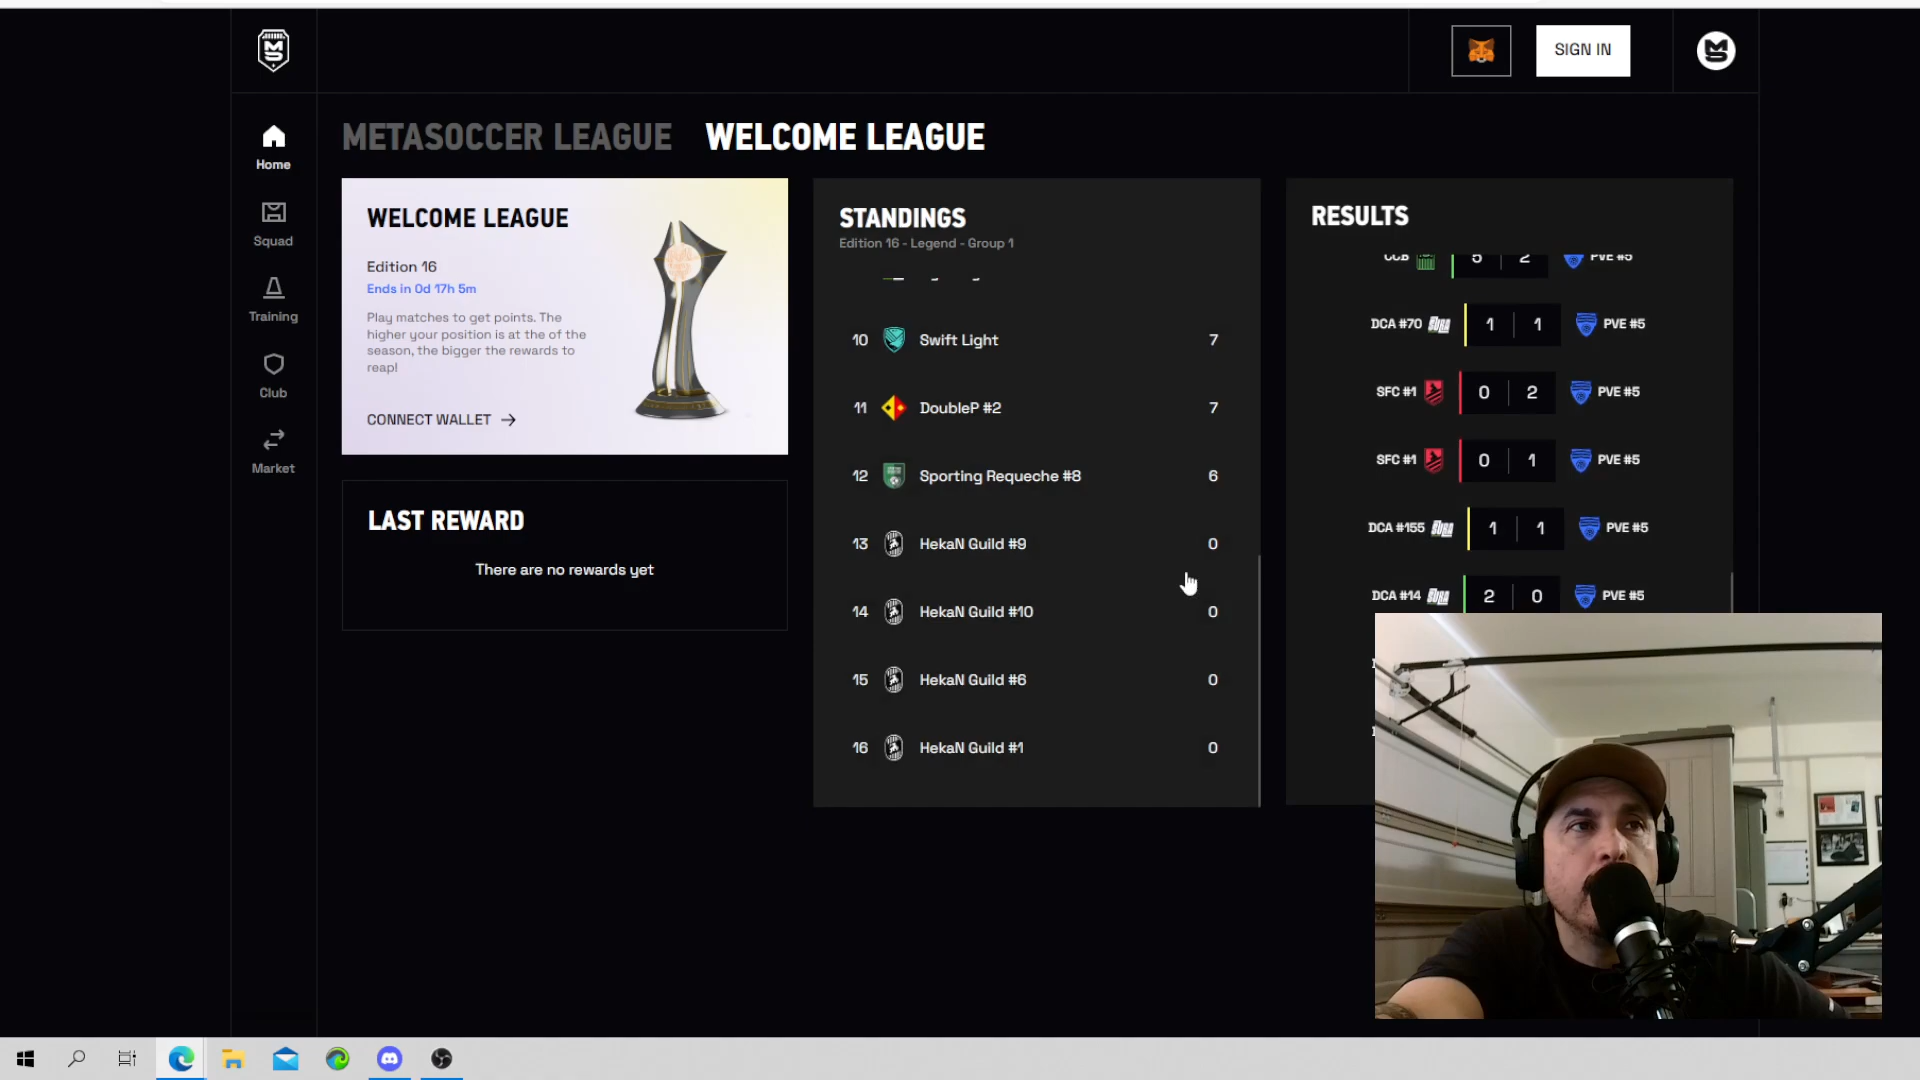 SIGN IN
METASOCCER LEAGUE
WELCOME LEAGUE
Home
Squad
Training
Club
Market
WELCOME LEAGUE
Edition 16
Ends in 0d 17h 5m
Play matches to get points. The
higher your position is at the of the
season, the bigger the rewards to
reap!
CONNECT WALLET
LAST REWARD
There are no rewards yet
STANDINGS
Edition 16 - Legend - Group 1
10 Swift Light 7
11 DoubleP #2 7
12 Sporting Requeche #8 6
13 HekaN Guild #9 0
14 HekaN Guild #10 0
15 HekaN Guild #6 0
16 HekaN Guild #1 0
RESULTS
CCB 5 2 PVE #5
DCA #70 1 1 PVE #5
SFC #1 0 2 PVE #5
SFC #1 0 1 PVE #5
DCA #155 1 1 PVE #5
DCA #14 2 0 PVE #5